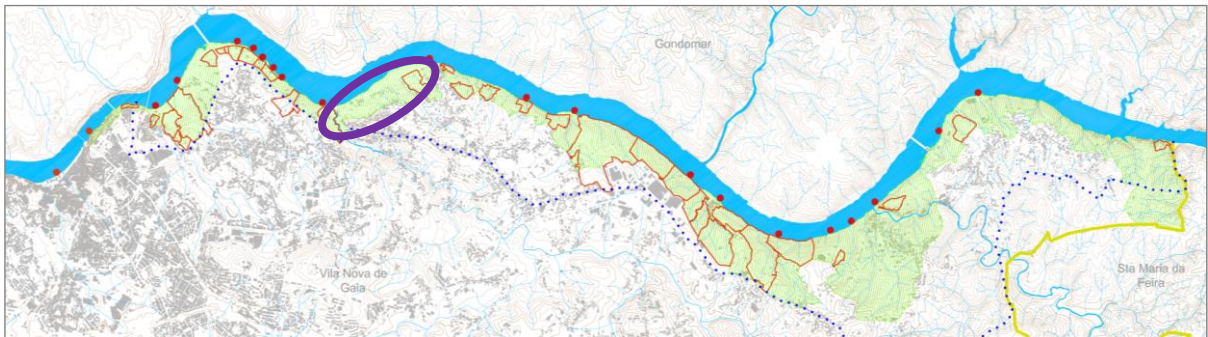 Gondomar
Vila Nova de
Gaia
Sta Maria da
Feira